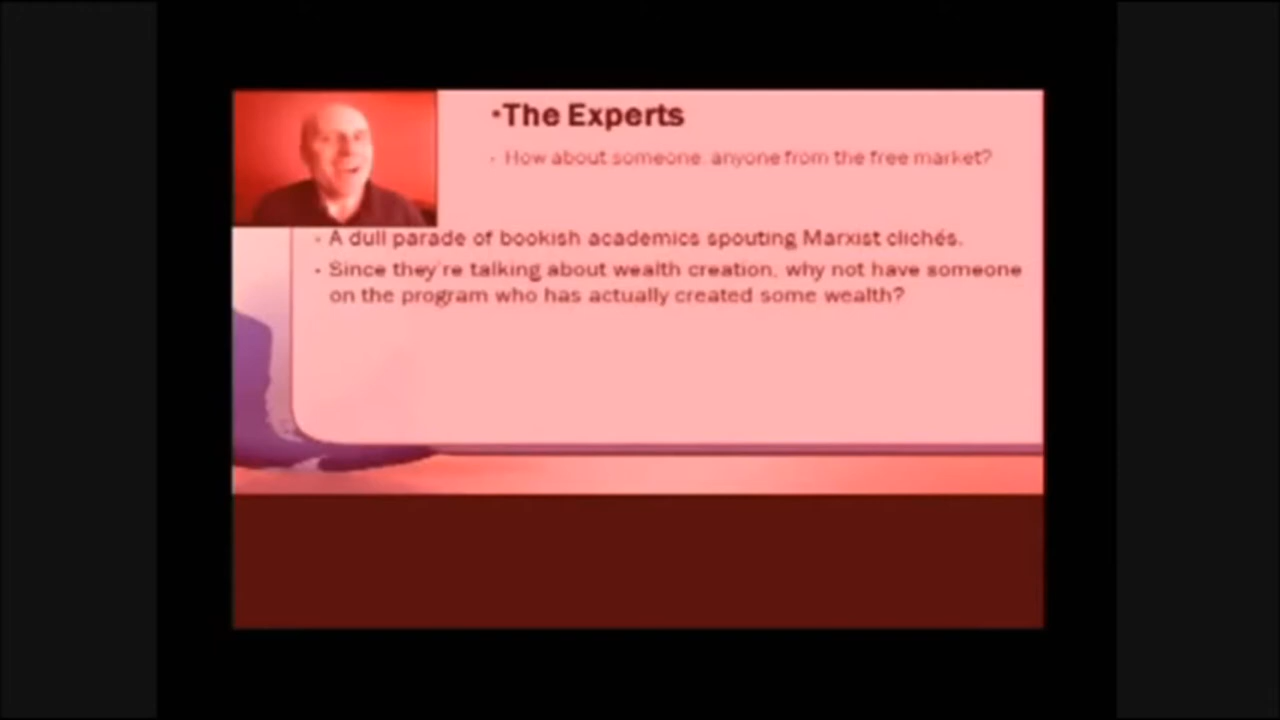 •The Experts
- How about someone, anyone from the free market?
- A dull parade of bookish academics spouting Marxist clichés.
- Since they're talking about wealth creation, why not have someone
on the program who has actually created some wealth?